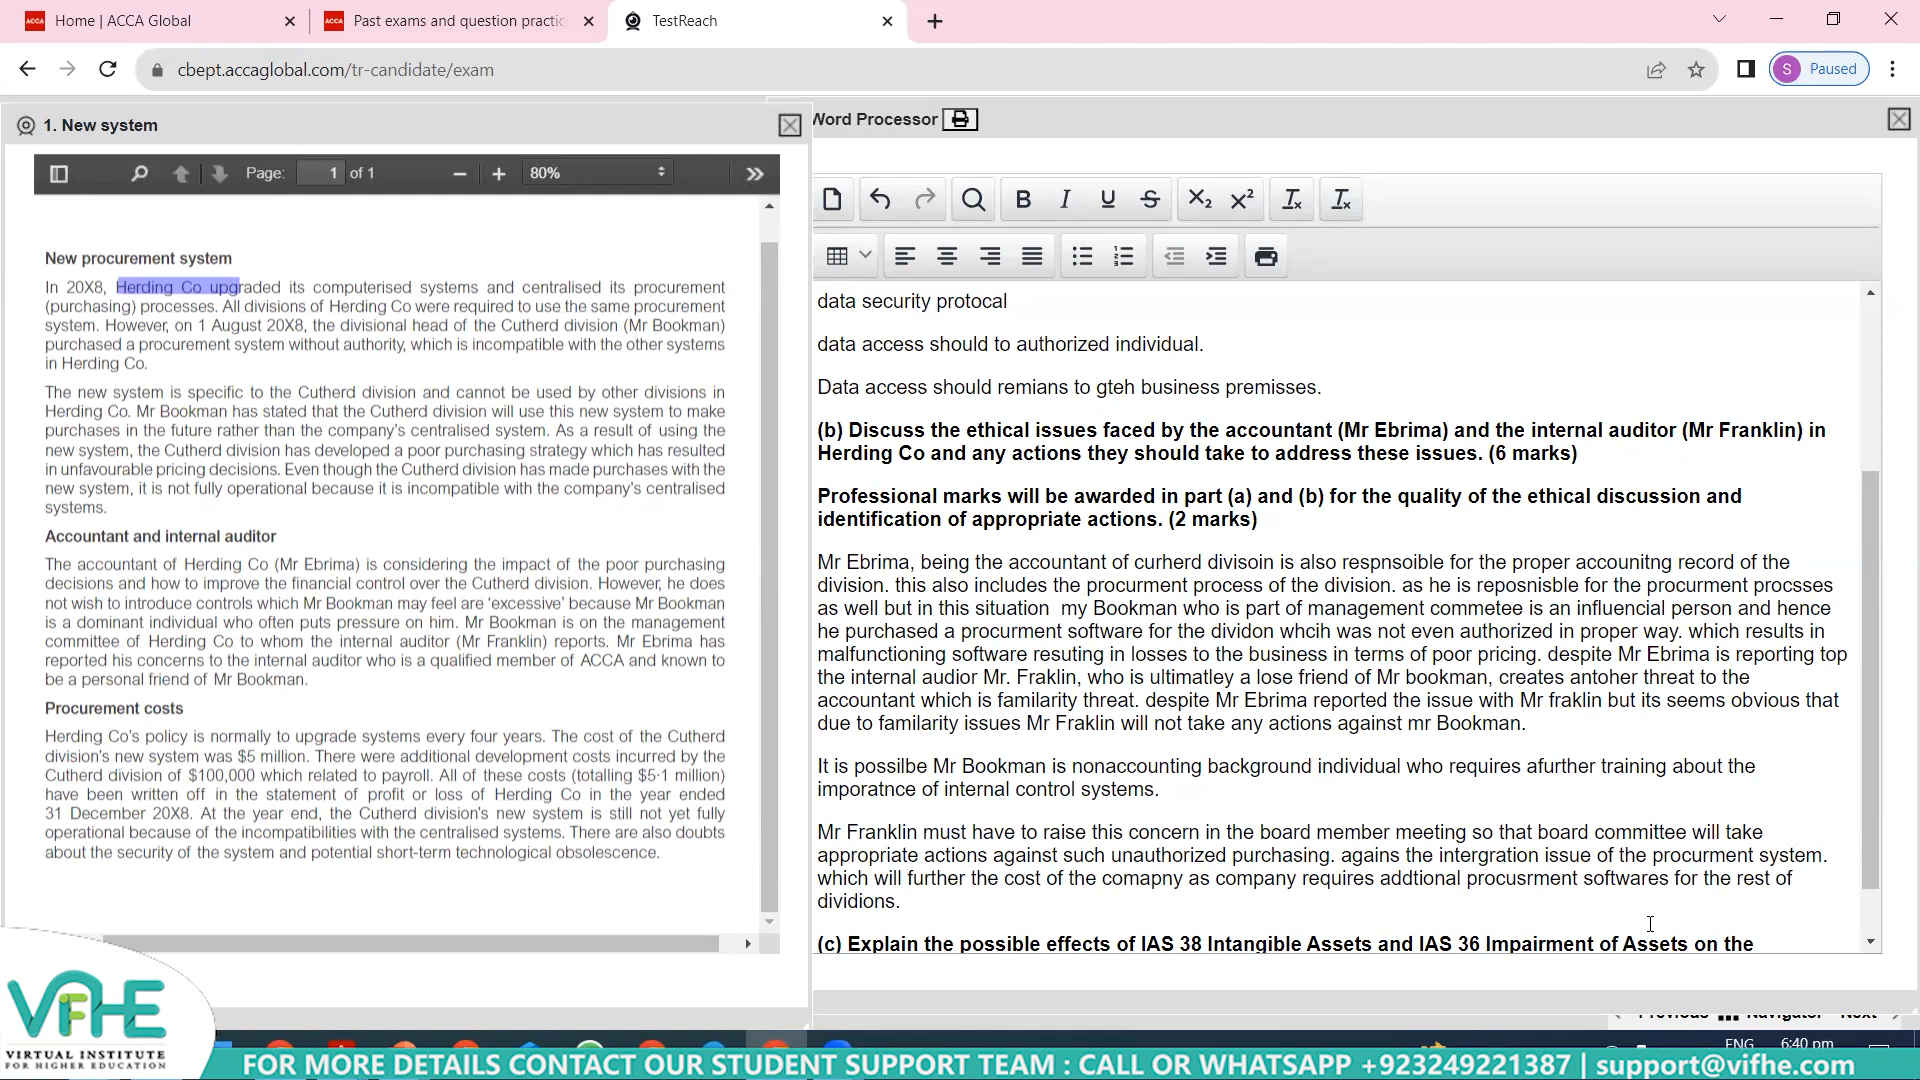 Home | ACCA Global
Past exams and question practic
TestReach
cbept.accaglobal.com/tr-candidate/exam
S Paused
1. New system
Page: 1 of 1
80%
New procurement system
In 20X8, Herding Co upgraded its computerised systems and centralised its procurement
(purchasing) processes. All divisions of Herding Co were required to use the same procurement
system. However, on 1 August 20X8, the divisional head of the Cutherd division (Mr Bookman)
purchased a procurement system without authority, which is incompatible with the other systems
in Herding Co.
The new system is specific to the Cutherd division and cannot be used by other divisions in
Herding Co. Mr Bookman has stated that the Cutherd division will use this new system to make
purchases in the future rather than the company's centralised system. As a result of using the
new system, the Cutherd division has developed a poor purchasing strategy which has resulted
in unfavourable pricing decisions. Even though the Cutherd division has made purchases with the
new system, it is not fully operational because it is incompatible with the company's centralised
systems.
Accountant and internal auditor
The accountant of Herding Co (Mr Ebrima) is considering the impact of the poor purchasing
decisions and how to improve the financial control over the Cutherd division. However, he does
not wish to introduce controls which Mr Bookman may feel are 'excessive' because Mr Bookman
is a dominant individual who often puts pressure on him. Mr Bookman is on the management
committee of Herding Co to whom the internal auditor (Mr Franklin) reports. Mr Ebrima has
reported his concerns to the internal auditor who is a qualified member of ACCA and known to
be a personal friend of Mr Bookman.
Procurement costs
Herding Co's policy is normally to upgrade systems every four years. The cost of the Cutherd
division's new system was $5 million. There were additional development costs incurred by the
Cutherd division of $100,000 which related to payroll. All of these costs (totalling $5·1 million)
have been written off in the statement of profit or loss of Herding Co in the year ended
31 December 20X8. At the year end, the Cutherd division's new system is still not yet fully
operational because of the incompatibilities with the centralised systems. There are also doubts
about the security of the system and potential short-term technological obsolescence.
Word Processor
data security protocal
data access should to authorized individual.
Data access should remians to gteh business premisses.
(b) Discuss the ethical issues faced by the accountant (Mr Ebrima) and the internal auditor (Mr Franklin) in
Herding Co and any actions they should take to address these issues. (6 marks)
Professional marks will be awarded in part (a) and (b) for the quality of the ethical discussion and
identification of appropriate actions. (2 marks)
Mr Ebrima, being the accountant of curherd divisoin is also respnsoible for the proper accounitng record of the
division. this also includes the procurment process of the division. as he is reposnisble for the procurment procsses
as well but in this situation  my Bookman who is part of management commetee is an influencial person and hence
he purchased a procurment software for the dividon whcih was not even authorized in proper way. which results in
malfunctioning software resuting in losses to the business in terms of poor pricing. despite Mr Ebrima is reporting top
the internal audior Mr. Fraklin, who is ultimatley a lose friend of Mr bookman, creates antoher threat to the
accountant which is familarity threat. despite Mr Ebrima reported the issue with Mr fraklin but its seems obvious that
due to familarity issues Mr Fraklin will not take any actions against mr Bookman.
It is possilbe Mr Bookman is nonaccounting background individual who requires afurther training about the
imporatnce of internal control systems.
Mr Franklin must have to raise this concern in the board member meeting so that board committee will take
appropriate actions against such unauthorized purchasing. agains the intergration issue of the procurment system.
which will further the cost of the comapny as company requires addtional procusrment softwares for the rest of
dividions.
(c) Explain the possible effects of IAS 38 Intangible Assets and IAS 36 Impairment of Assets on the
Previous Navigator Next
ENG 6:40 pm
VIFHE
VIRTUAL INSTITUTE
FOR HIGHER EDUCATION
FOR MORE DETAILS CONTACT OUR STUDENT SUPPORT TEAM : CALL OR WHATSAPP +923249221387 | support@vifhe.com